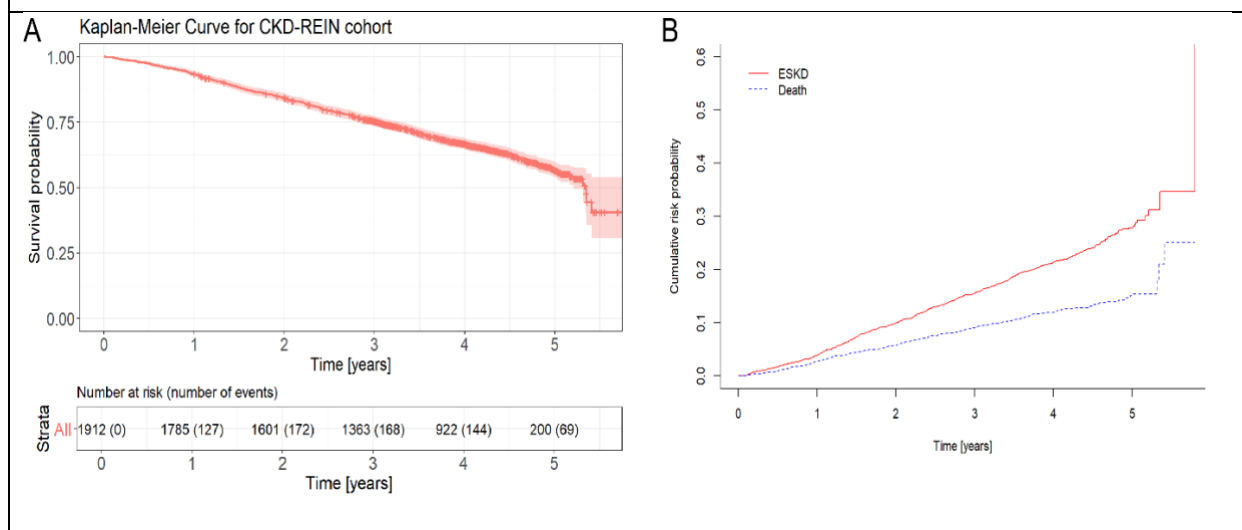 A
Kaplan-Meier Curve for CKD-REIN cohort
1.00
0.75
0.50
0.25
0.00
Survival probability
0 1 2 3 4 5
Time [years]
Number at risk (number of events)
Strata
All 1912 (0) 1785 (127) 1601 (172) 1363 (168) 922 (144) 200 (69)
0 1 2 3 4 5
Time [years]
B
0.6
0.5
0.4
0.3
0.2
0.1
0.0
Cumulative risk probability
ESKD
Death
0 1 2 3 4 5
Time [years]